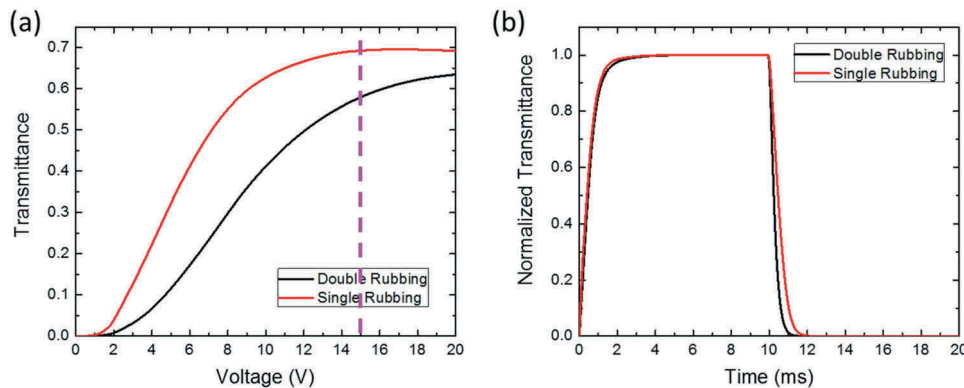 (a)
Transmittance
0.7
0.6
0.5
0.4
0.3
0.2
0.1
0.0
Double Rubbing
Single Rubbing
0 2 4 6 8 10 12 14 16 18 20
Voltage (V)
(b)
Normalized Transmittance
1.0
0.8
0.6
0.4
0.2
0.0
Double Rubbing
Single Rubbing
0 2 4 6 8 10 12 14 16 18 20
Time (ms)